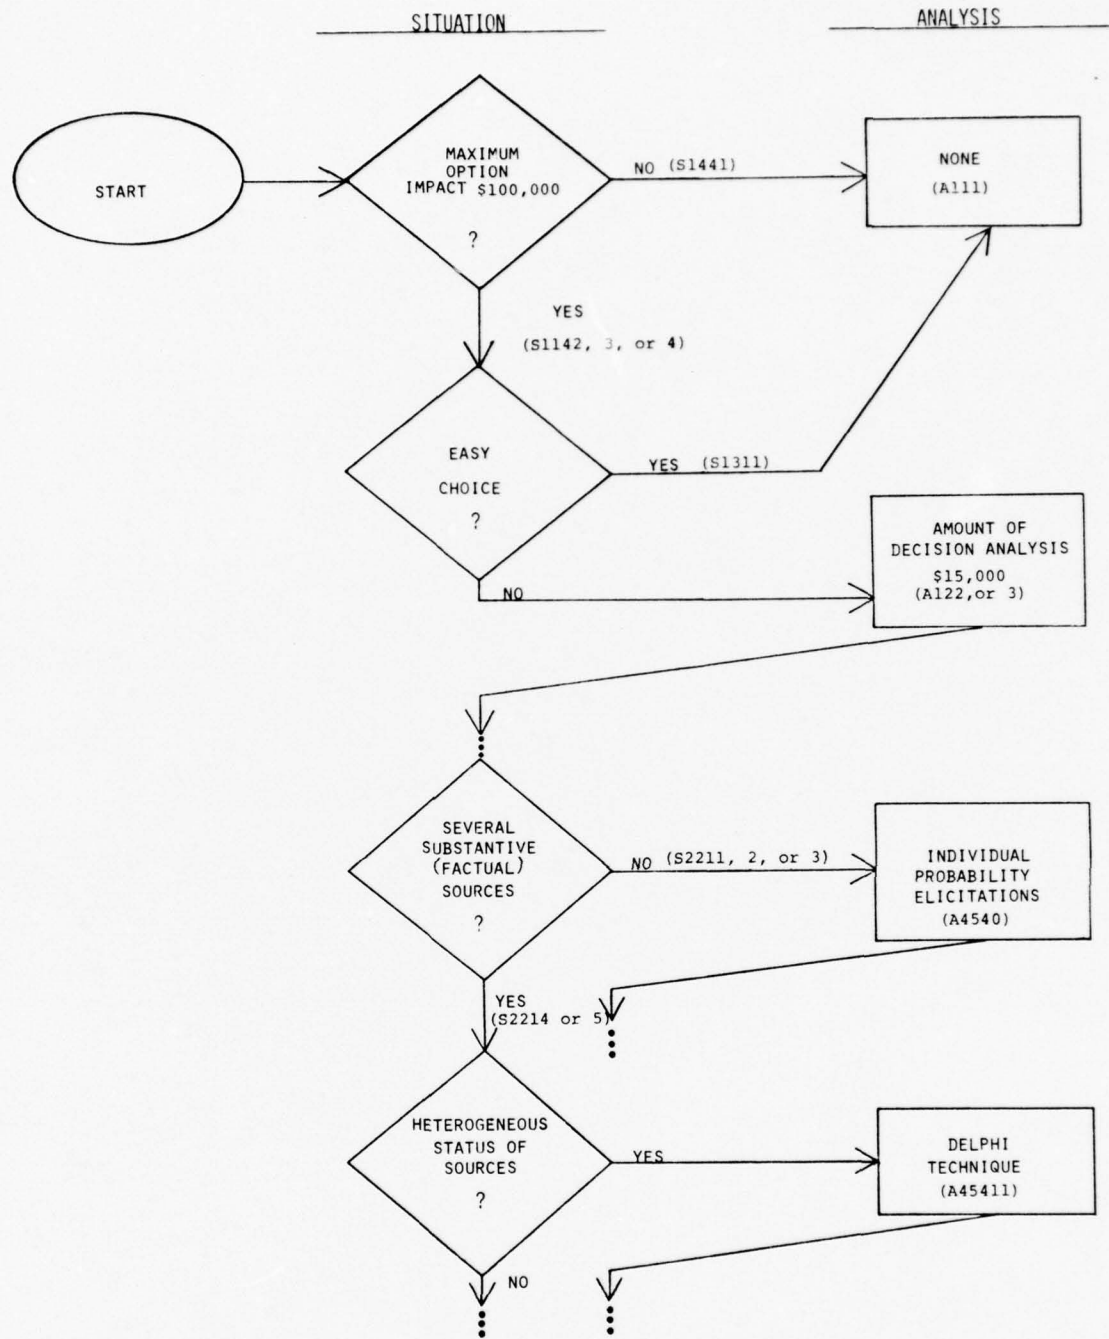 SITUATION
ANALYSIS
START
MAXIMUM
OPTION
IMPACT $100,000
?
NO (S1441)
NONE
(A111)
YES
(S1142, 3, or 4)
EASY
CHOICE
?
YES (S1311)
NO
AMOUNT OF
DECISION ANALYSIS
$15,000
(A122,or 3)
SEVERAL
SUBSTANTIVE
(FACTUAL)
SOURCES
?
NO (S2211, 2, or 3)
INDIVIDUAL
PROBABILITY
ELICITATIONS
(A4540)
YES
(S2214 or 5)
HETEROGENEOUS
STATUS OF
SOURCES
?
YES
DELPHI
TECHNIQUE
(A45411)
NO